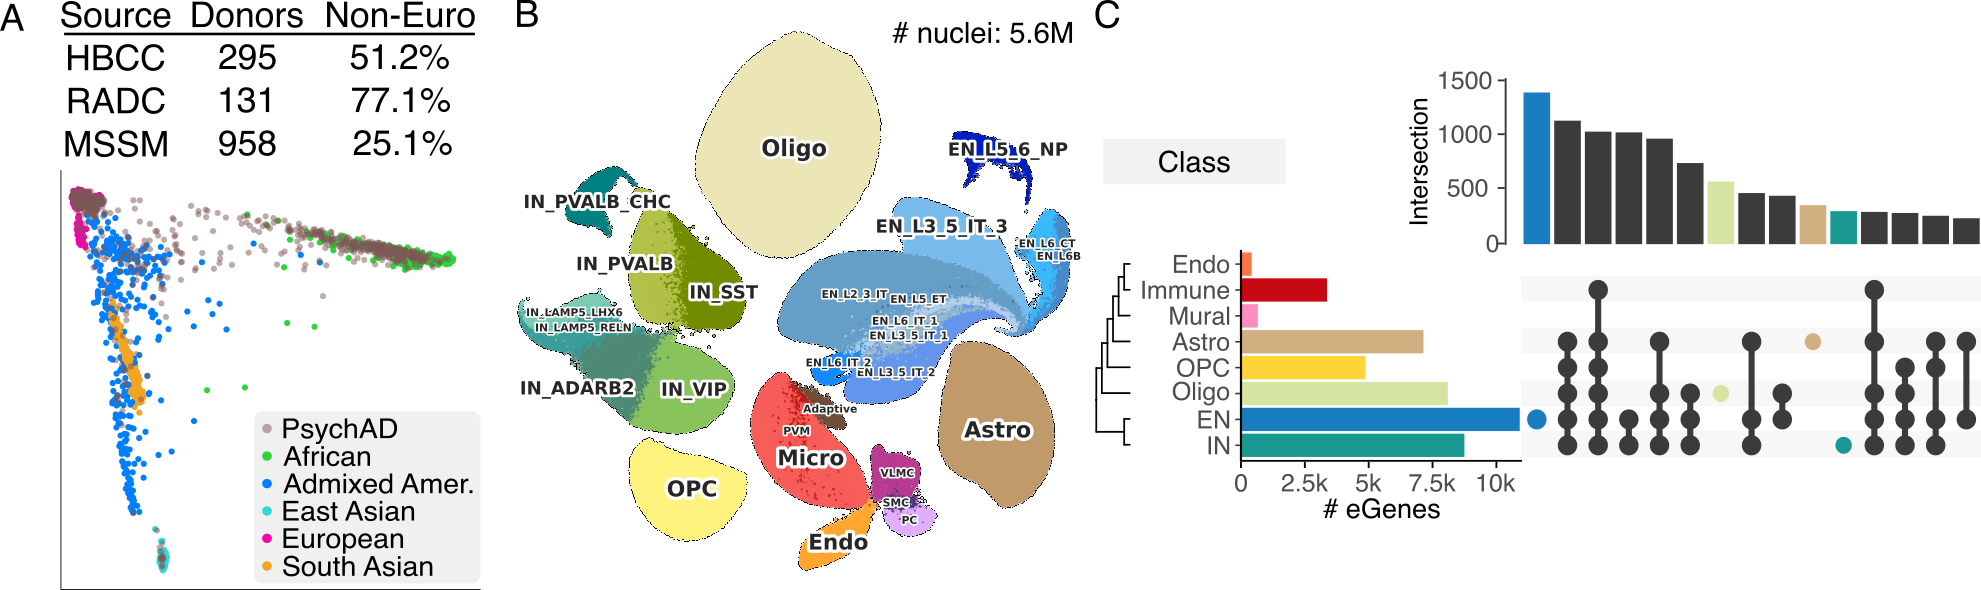 A
Source Donors Non-Euro
HBCC 295 51.2%
RADC 131 77.1%
MSSM 958 25.1%
PsychAD
African
Admixed Amer.
East Asian
European
South Asian
B
# nuclei: 5.6M
Oligo
EN_L5_6_NP
IN_PVALB_CHC
EN_L3_5_IT_3
EN_L6_CT
EN_L6B
IN_PVALB
IN_SST
EN_L2_3_IT
EN_L5_ET
IN_LAMP5_LHX6
IN_LAMP5_RELN
EN_L6_IT_1
EN_L3_5_IT_1
EN_L6_IT_2
EN_L3_5_IT_2
IN_ADARB2
IN_VIP
Adaptive
PVM
Astro
Micro
VLMC
OPC
SMC
PC
Endo
C
Class
Intersection
1500
1000
500
0
Endo
Immune
Mural
Astro
OPC
Oligo
EN
IN
0 2.5k 5k 7.5k 10k
# eGenes